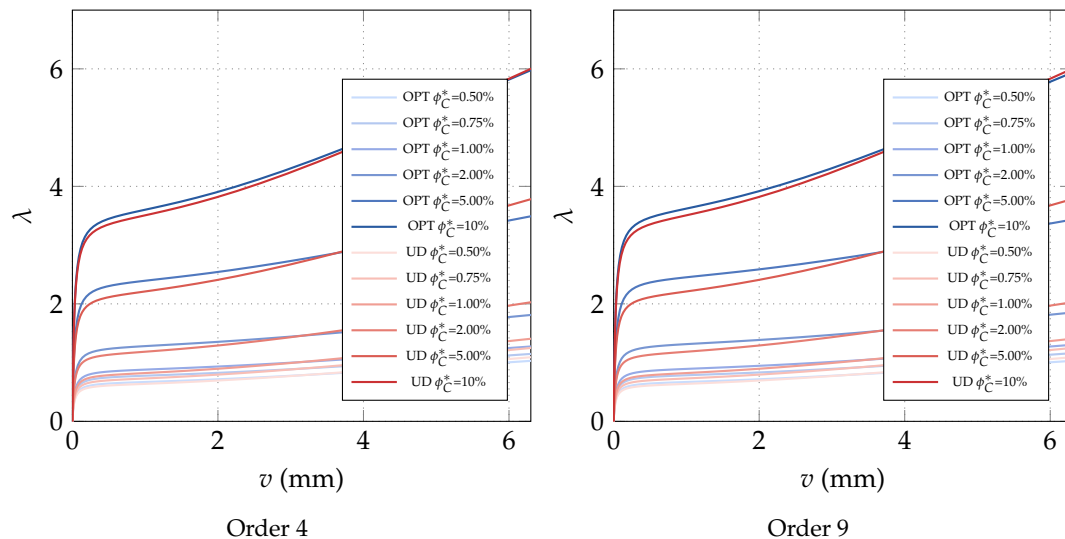 6
4
2
0
λ
0
2
4
6
v (mm)
OPT ϕ*C=0.50%
OPT ϕ*C=0.75%
OPT ϕ*C=1.00%
OPT ϕ*C=2.00%
OPT ϕ*C=5.00%
OPT ϕ*C=10%
UD ϕ*C=0.50%
UD ϕ*C=0.75%
UD ϕ*C=1.00%
UD ϕ*C=2.00%
UD ϕ*C=5.00%
UD ϕ*C=10%
Order 4
6
4
2
0
λ
0
2
4
6
v (mm)
OPT ϕ*C=0.50%
OPT ϕ*C=0.75%
OPT ϕ*C=1.00%
OPT ϕ*C=2.00%
OPT ϕ*C=5.00%
OPT ϕ*C=10%
UD ϕ*C=0.50%
UD ϕ*C=0.75%
UD ϕ*C=1.00%
UD ϕ*C=2.00%
UD ϕ*C=5.00%
UD ϕ*C=10%
Order 9